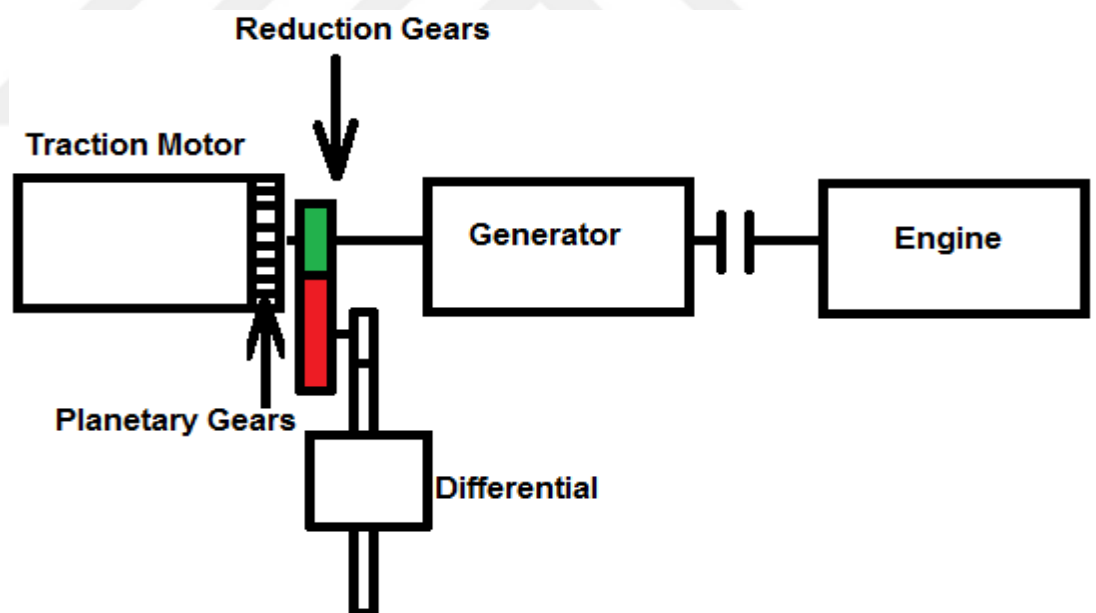 Reduction Gears
Traction Motor
Generator
Engine
Planetary Gears
Differential